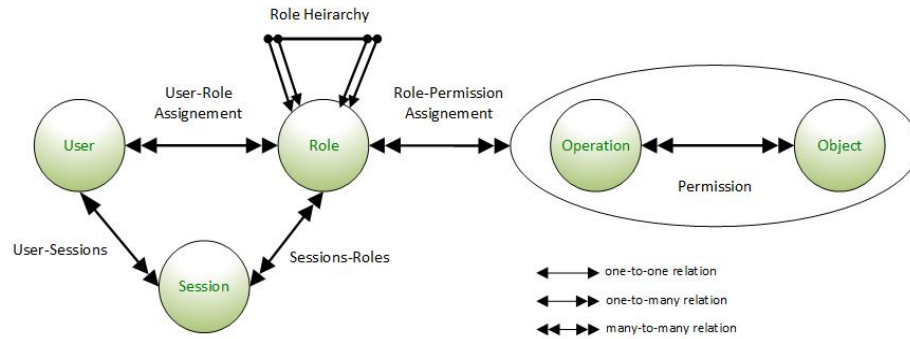 Role Heirarchy
User-Role
Assignement
Role-Permission
Assignement
User
Role
Operation
Object
Permission
User-Sessions
Sessions-Roles
Session
one-to-one relation
one-to-many relation
many-to-many relation